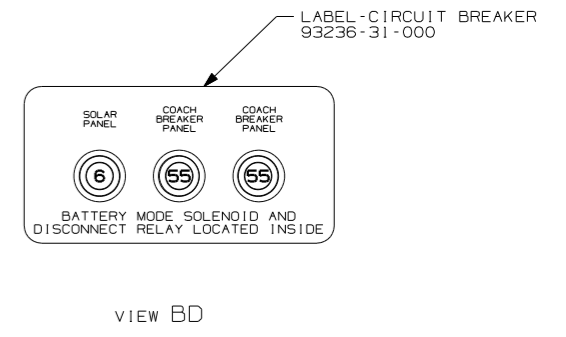 LABEL-CIRCUIT BREAKER
93236-31-000
SOLAR
PANEL
COACH
BREAKER
PANEL
COACH
BREAKER
PANEL
6
55
55
BATTERY MODE SOLENOID AND
DISCONNECT RELAY LOCATED INSIDE
VIEW BD